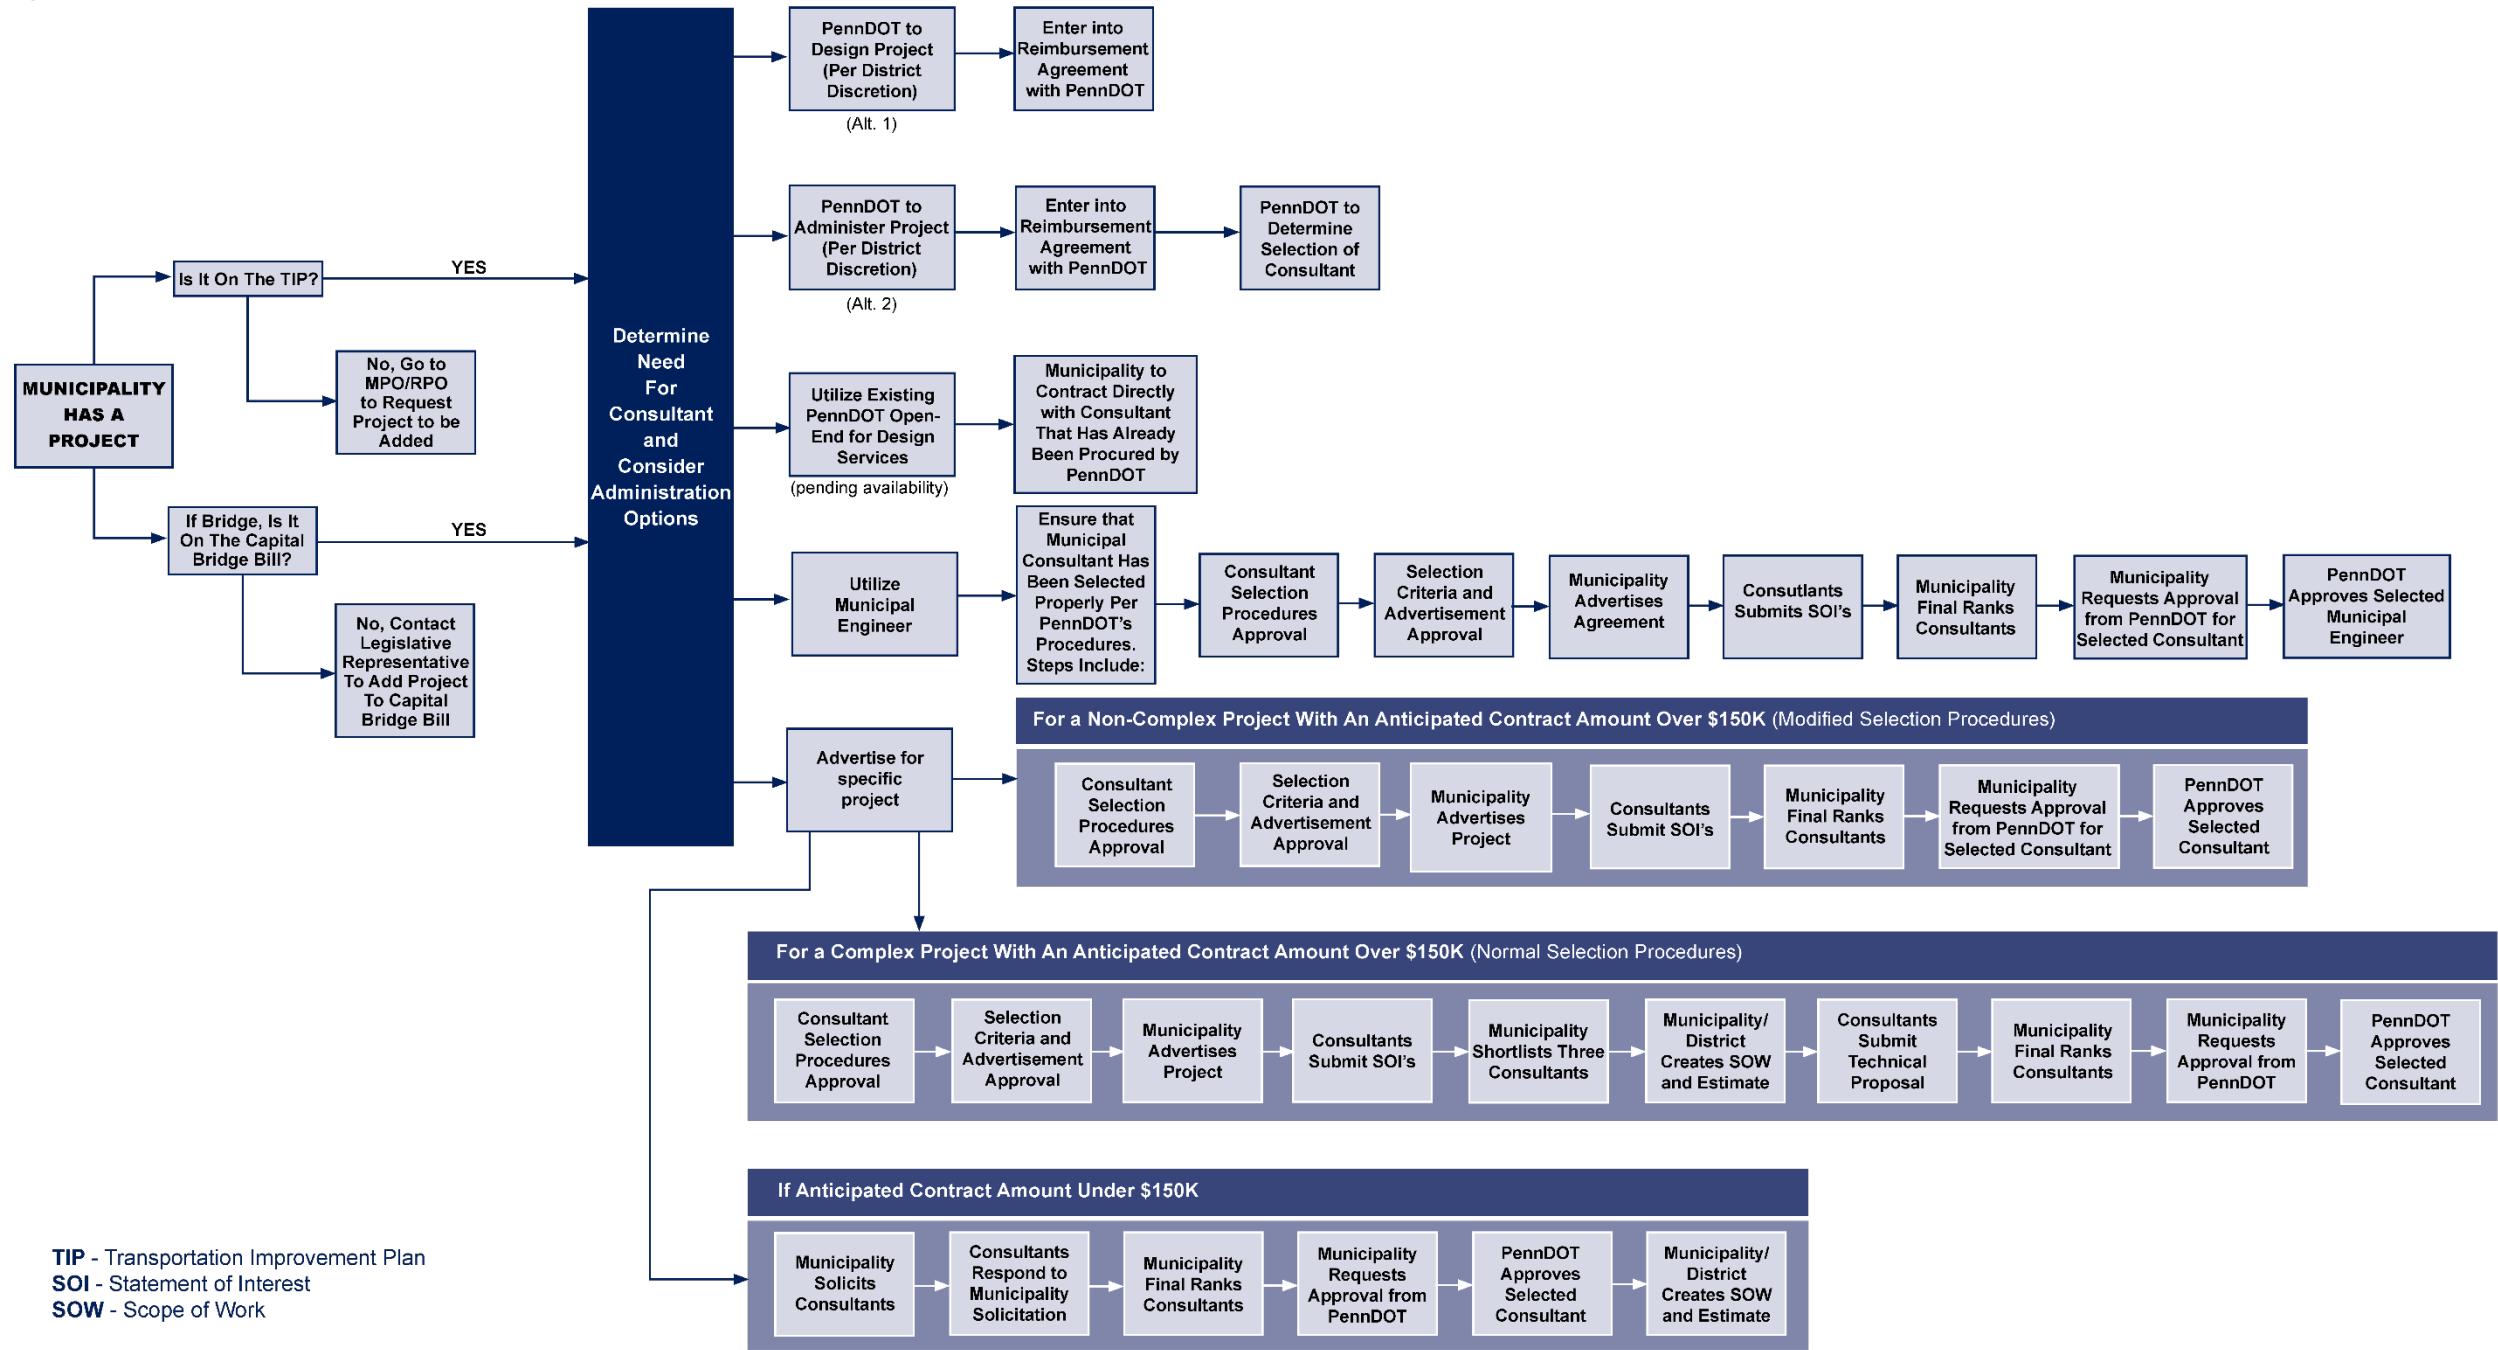 MUNICIPALITY
HAS A
PROJECT
Is It On The TIP?
YES
No, Go to
MPO/RPO
to Request
Project to be
Added
If Bridge, Is It
On The Capital
Bridge Bill?
YES
No, Contact
Legislative
Representative
To Add Project
To Capital
Bridge Bill
Determine
Need
For
Consultant
and
Consider
Administration
Options
PennDOT to
Design Project
(Per District
Discretion)
(Alt. 1)
Enter into
Reimbursement
Agreement
with PennDOT
PennDOT to
Administer Project
(Per District
Discretion)
(Alt. 2)
Enter into
Reimbursement
Agreement
with PennDOT
PennDOT to
Determine
Selection of
Consultant
Utilize Existing
PennDOT Open-
End for Design
Services
(pending availability)
Municipality to
Contract Directly
with Consultant
That Has Already
Been Procured by
PennDOT
Utilize
Municipal
Engineer
Ensure that
Municipal
Consultant Has
Been Selected
Properly Per
PennDOT's
Procedures.
Steps Include:
Consultant
Selection
Procedures
Approval
Selection
Criteria and
Advertisement
Approval
Municipality
Advertises
Agreement
Consutlants
Submits SOI's
Municipality
Final Ranks
Consultants
Municipality
Requests Approval
from PennDOT for
Selected Consultant
PennDOT
Approves Selected
Municipal
Engineer
Advertise for
specific
project
For a Non-Complex Project With An Anticipated Contract Amount Over $150K (Modified Selection Procedures)
Consultant
Selection
Procedures
Approval
Selection
Criteria and
Advertisement
Approval
Municipality
Advertises
Project
Consultants
Submit SOI's
Municipality
Final Ranks
Consultants
Municipality
Requests Approval
from PennDOT for
Selected Consultant
PennDOT
Approves
Selected
Consultant
For a Complex Project With An Anticipated Contract Amount Over $150K (Normal Selection Procedures)
Consultant
Selection
Procedures
Approval
Selection
Criteria and
Advertisement
Approval
Municipality
Advertises
Project
Consultants
Submit SOI's
Municipality
Shortlists Three
Consultants
Municipality/
District
Creates SOW
and Estimate
Consultants
Submit
Technical
Proposal
Municipality
Final Ranks
Consultants
Municipality
Requests
Approval from
PennDOT
PennDOT
Approves
Selected
Consultant
If Anticipated Contract Amount Under $150K
Municipality
Solicits
Consultants
Consultants
Respond to
Municipality
Solicitation
Municipality
Final Ranks
Consultants
Municipality
Requests
Approval from
PennDOT
PennDOT
Approves
Selected
Consultant
Municipality/
District
Creates SOW
and Estimate
TIP - Transportation Improvement Plan
SOI - Statement of Interest
SOW - Scope of Work